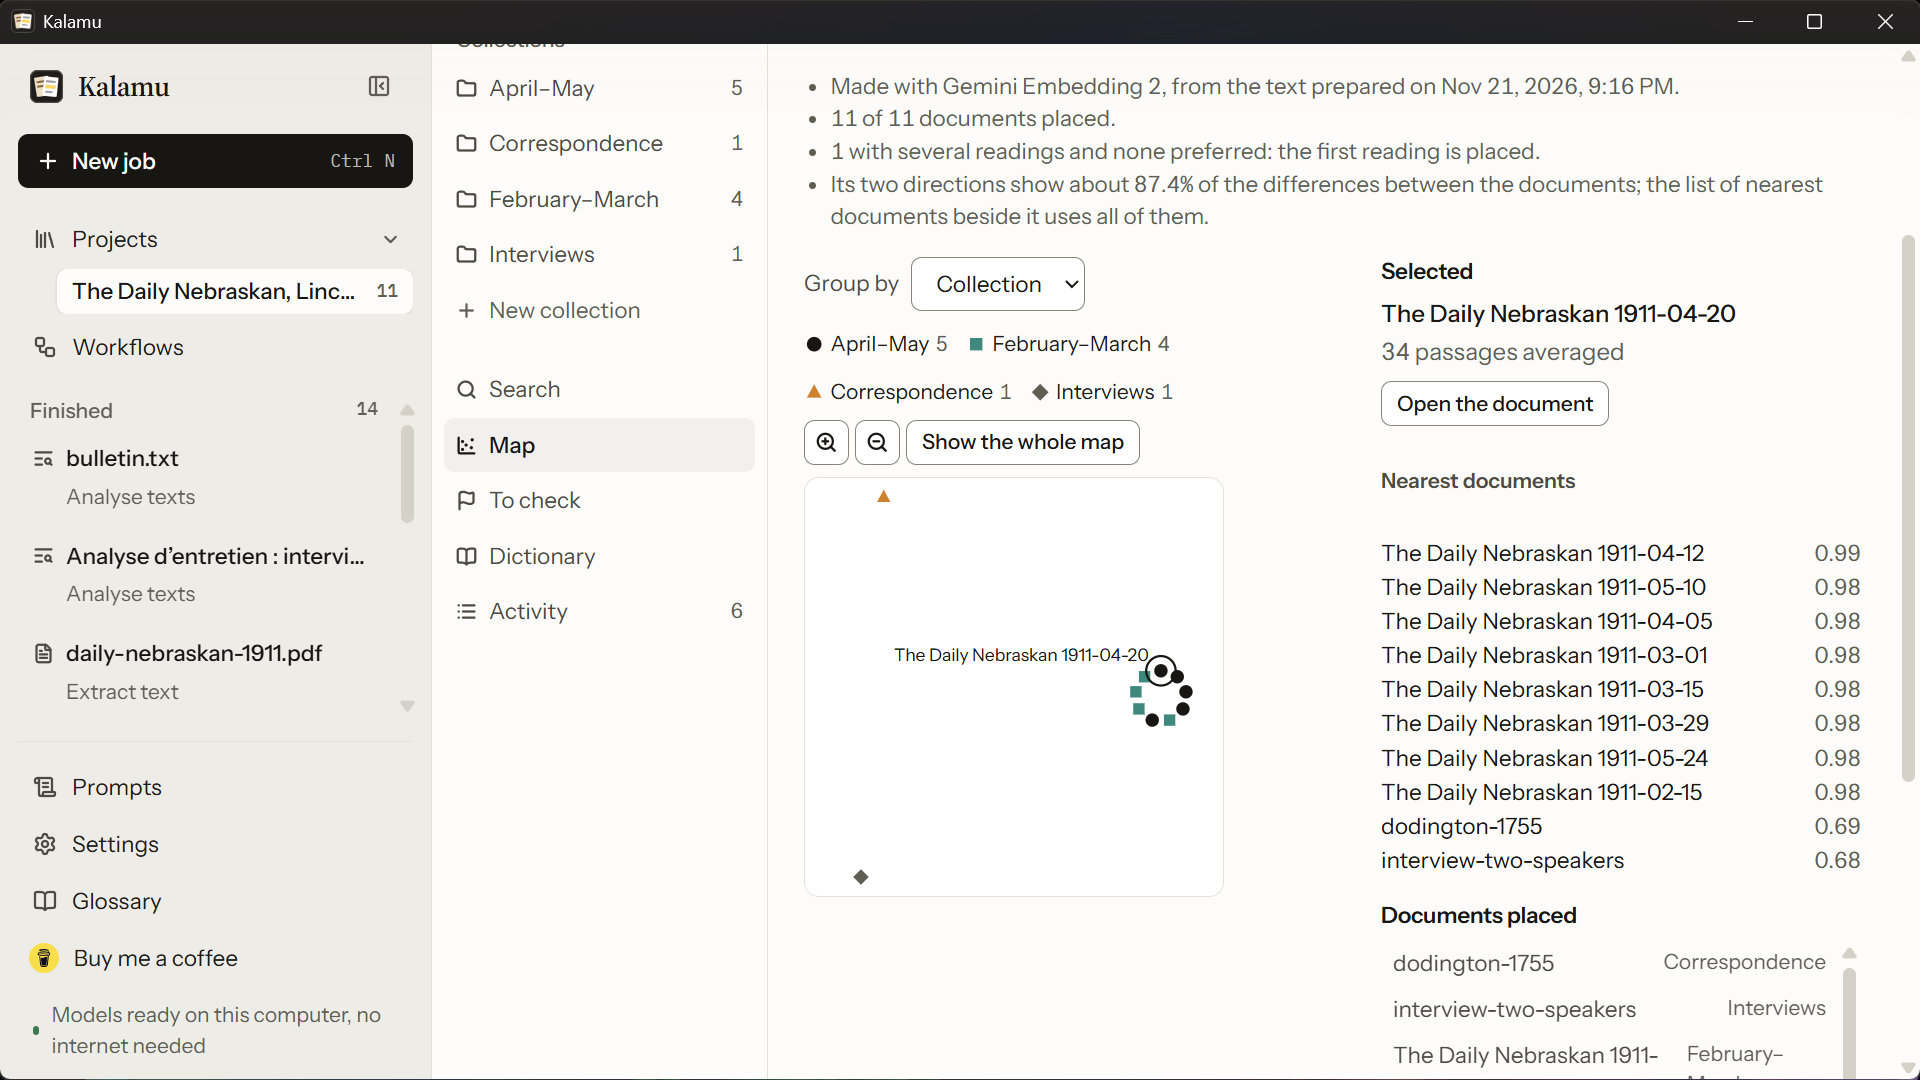 Kalamu
Kalamu
New job Ctrl N
Projects
The Daily Nebraskan, Linc... 11
Workflows
Finished 14
bulletin.txt
Analyse texts
Analyse d’entretien : intervi...
Analyse texts
daily-nebraskan-1911.pdf
Extract text
Prompts
Settings
Glossary
Buy me a coffee
Models ready on this computer, no
internet needed
Collections
April–May 5
Correspondence 1
February–March 4
Interviews 1
New collection
Search
Map
To check
Dictionary
Activity 6
• Made with Gemini Embedding 2, from the text prepared on Nov 21, 2026, 9:16 PM.
• 11 of 11 documents placed.
• 1 with several readings and none preferred: the first reading is placed.
• Its two directions show about 87.4% of the differences between the documents; the list of nearest
documents beside it uses all of them.
Group by Collection
April–May 5 February–March 4
Correspondence 1 Interviews 1
Show the whole map
The Daily Nebraskan 1911-04-20
Selected
The Daily Nebraskan 1911-04-20
34 passages averaged
Open the document
Nearest documents
The Daily Nebraskan 1911-04-12 0.99
The Daily Nebraskan 1911-05-10 0.98
The Daily Nebraskan 1911-04-05 0.98
The Daily Nebraskan 1911-03-01 0.98
The Daily Nebraskan 1911-03-15 0.98
The Daily Nebraskan 1911-03-29 0.98
The Daily Nebraskan 1911-05-24 0.98
The Daily Nebraskan 1911-02-15 0.98
dodington-1755 0.69
interview-two-speakers 0.68
Documents placed
dodington-1755 Correspondence
interview-two-speakers Interviews
The Daily Nebraskan 1911- February–